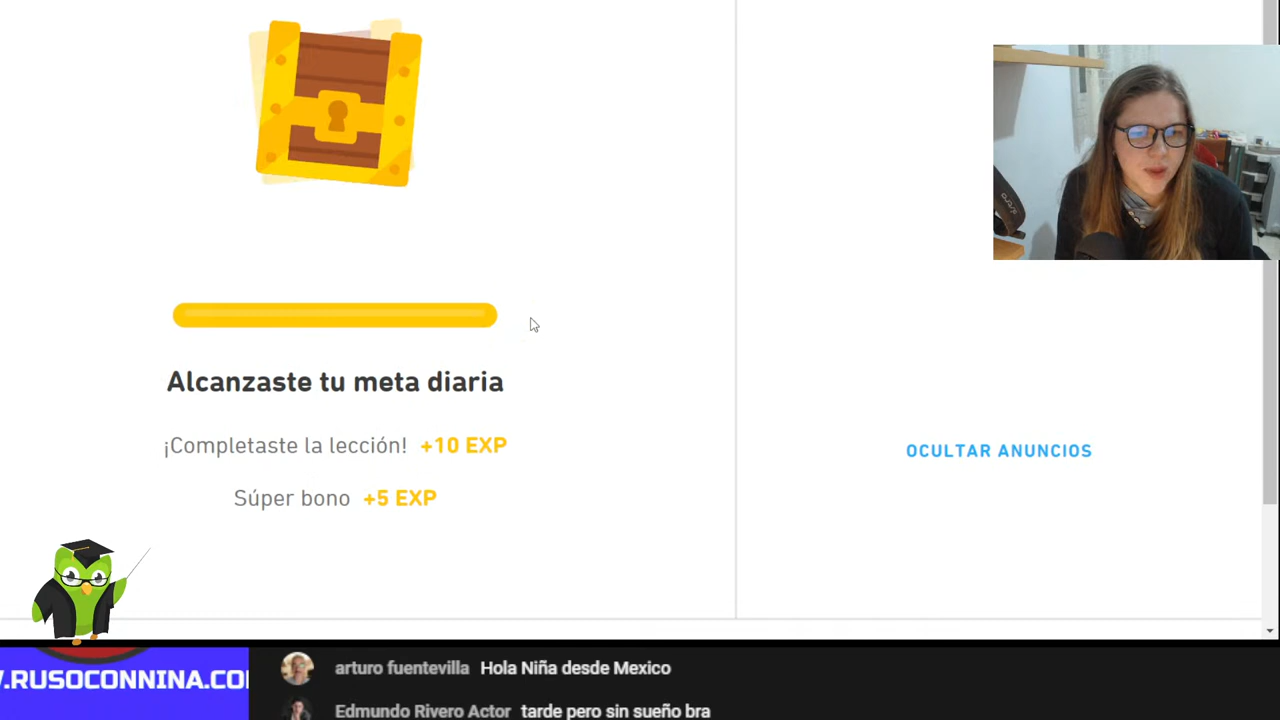 Alcanzaste tu meta diaria
¡Completaste la lección! +10 EXP
Súper bono +5 EXP
OCULTAR ANUNCIOS
.RUSOCONNINA.CO
arturo fuentevilla Hola Niña desde Mexico
Edmundo Rivero Actor tarde pero sin sueño bra